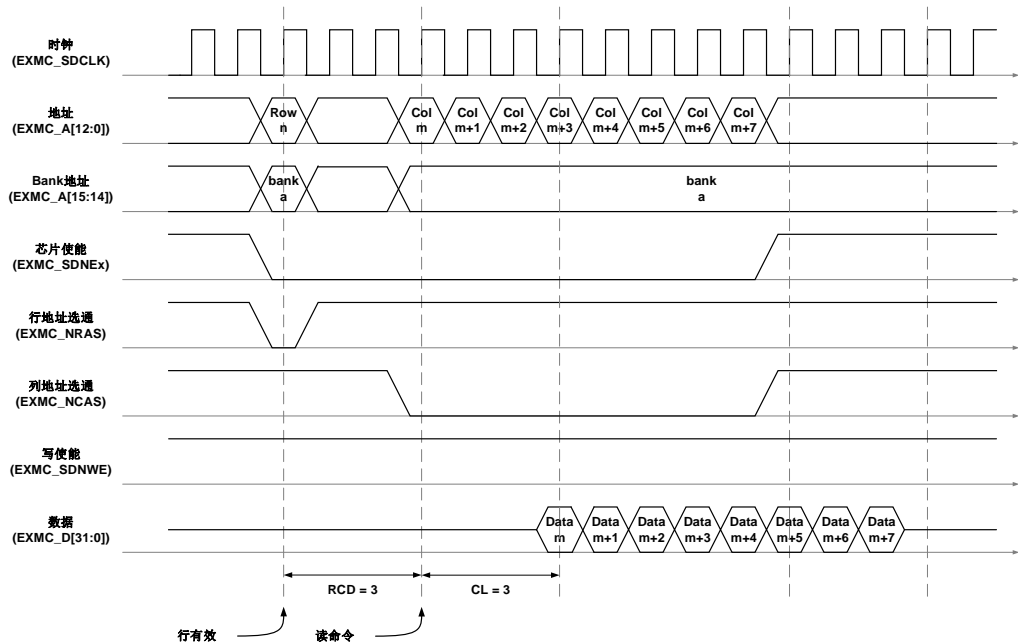 时钟
(EXMC_SDCLK)
地址
(EXMC_A[12:0])
Row
n
Col
m
Col
m+1
Col
m+2
Col
m+3
Col
m+4
Col
m+5
Col
m+6
Col
m+7
Bank地址
(EXMC_A[15:14])
bank
a
bank
a
芯片使能
(EXMC_SDNEx)
行地址选通
(EXMC_NRAS)
列地址选通
(EXMC_NCAS)
写使能
(EXMC_SDNWE)
数据
(EXMC_D[31:0])
Data
m
Data
m+1
Data
m+2
Data
m+3
Data
m+4
Data
m+5
Data
m+6
Data
m+7
RCD = 3
CL = 3
行有效
读命令